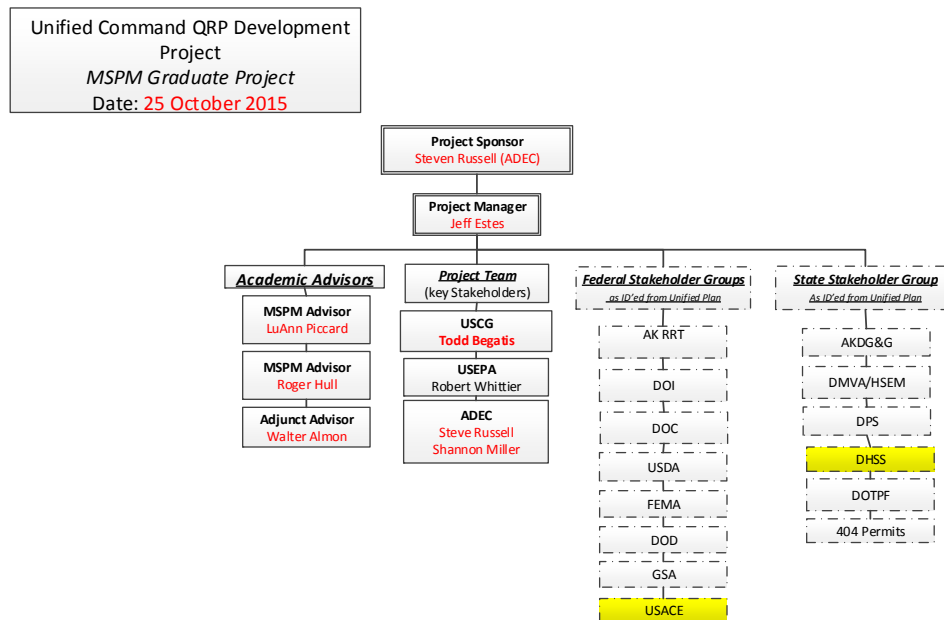 Unified Command QRP Development
Project
MSPM Graduate Project
Date: 25 October 2015
Project Sponsor
Steven Russell (ADEC)
Project Manager
Jeff Estes
Academic Advisors
MSPM Advisor
LuAnn Piccard
MSPM Advisor
Roger Hull
Adjunct Advisor
Walter Almon
Project Team
(key Stakeholders)
USCG
Todd Begatis
USEPA
Robert Whittier
ADEC
Steve Russell
Shannon Miller
Federal Stakeholder Groups
as ID'ed from Unified Plan
AK RRT
DOI
DOC
USDA
FEMA
DOD
GSA
USACE
State Stakeholder Group
As ID'ed from Unified Plan
AKDG&G
DMVA/HSEM
DPS
DHSS
DOTPF
404 Permits